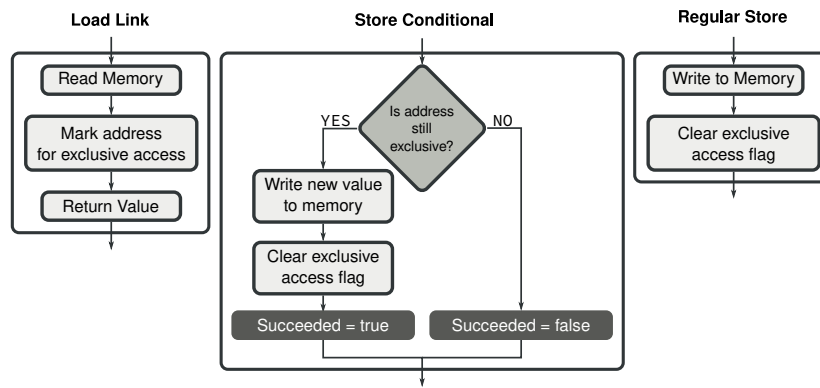 Load Link
Read Memory
Mark address
for exclusive access
Return Value
Store Conditional
Is address
still
exclusive?
YES
NO
Write new value
to memory
Clear exclusive
access flag
Succeeded = true
Succeeded = false
Regular Store
Write to Memory
Clear exclusive
access flag